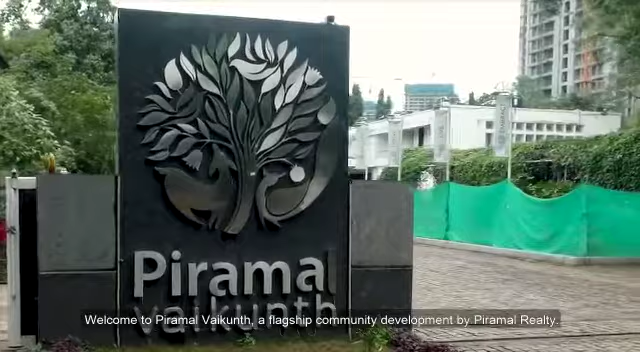 Piramal
Vaikunth
Welcome to Piramal Vaikunth, a flagship community development by Piramal Realty.